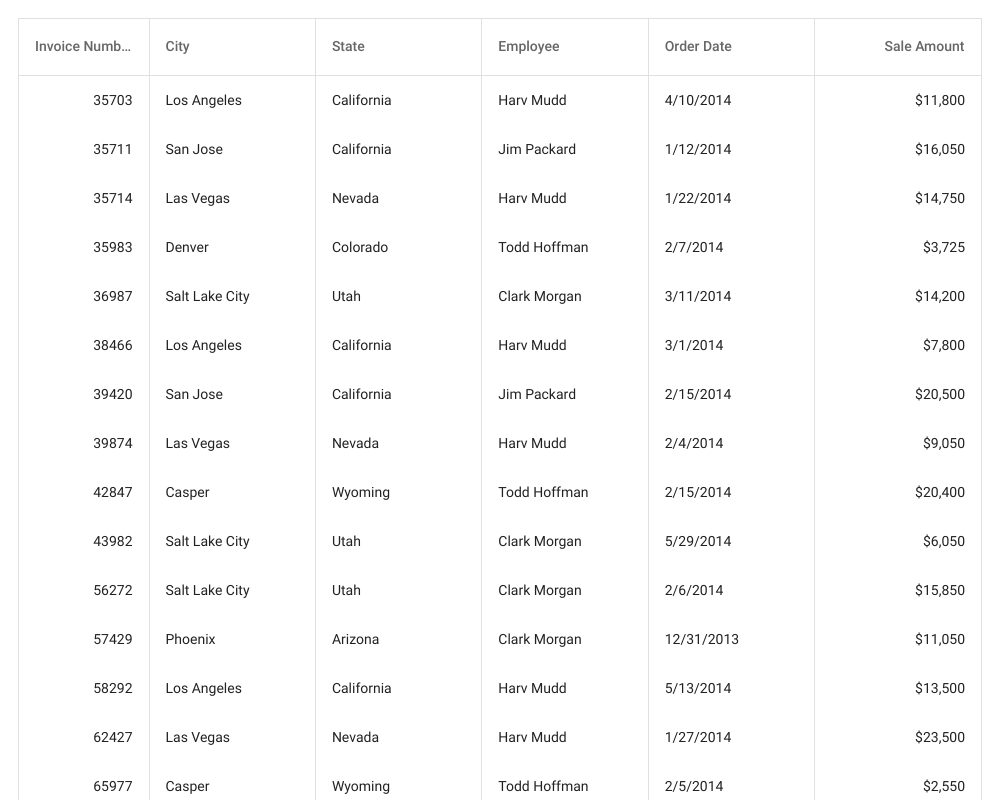 Invoice Numb... City State Employee Order Date Sale Amount
35703 Los Angeles California Harv Mudd 4/10/2014 $11,800
35711 San Jose California Jim Packard 1/12/2014 $16,050
35714 Las Vegas Nevada Harv Mudd 1/22/2014 $14,750
35983 Denver Colorado Todd Hoffman 2/7/2014 $3,725
36987 Salt Lake City Utah Clark Morgan 3/11/2014 $14,200
38466 Los Angeles California Harv Mudd 3/1/2014 $7,800
39420 San Jose California Jim Packard 2/15/2014 $20,500
39874 Las Vegas Nevada Harv Mudd 2/4/2014 $9,050
42847 Casper Wyoming Todd Hoffman 2/15/2014 $20,400
43982 Salt Lake City Utah Clark Morgan 5/29/2014 $6,050
56272 Salt Lake City Utah Clark Morgan 2/6/2014 $15,850
57429 Phoenix Arizona Clark Morgan 12/31/2013 $11,050
58292 Los Angeles California Harv Mudd 5/13/2014 $13,500
62427 Las Vegas Nevada Harv Mudd 1/27/2014 $23,500
65977 Casper Wyoming Todd Hoffman 2/5/2014 $2,550